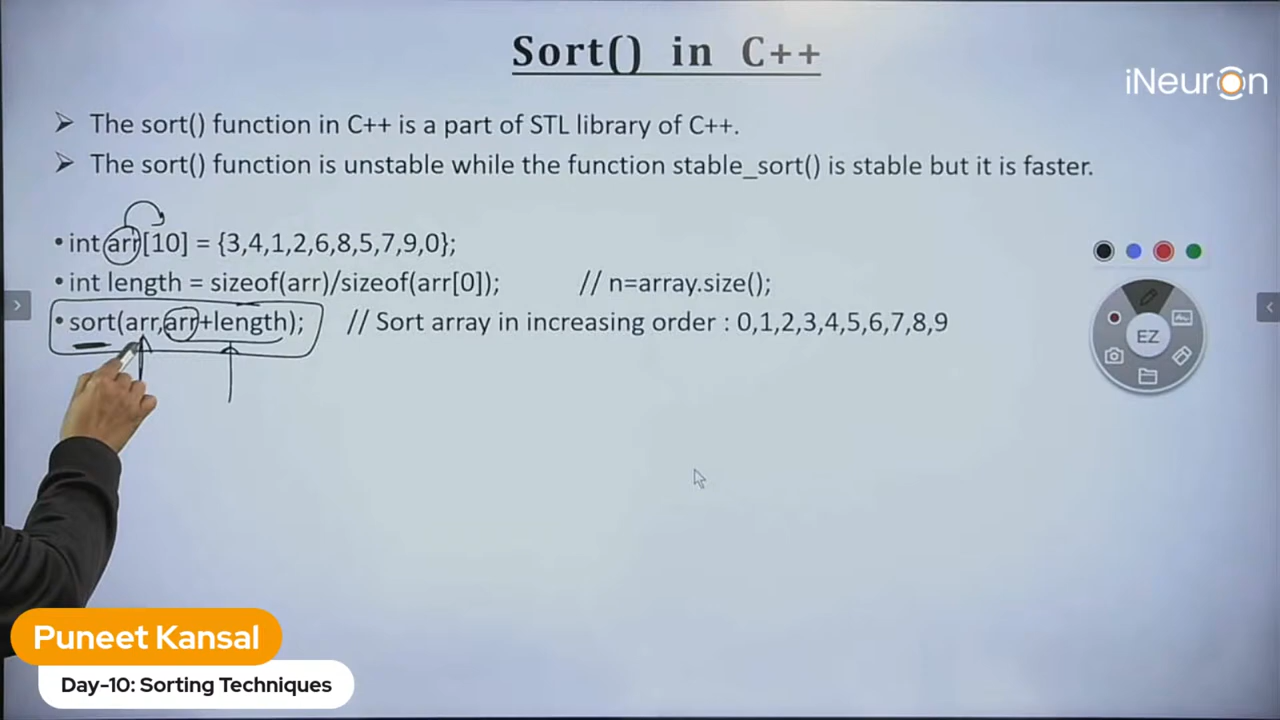 Sort() in C++
iNeuron
➢ The sort() function in C++ is a part of STL library of C++.
➢ The sort() function is unstable while the function stable_sort() is stable but it is faster.
• int arr[10] = {3,4,1,2,6,8,5,7,9,0};
• int length = sizeof(arr)/sizeof(arr[0]); // n=array.size();
• sort(arr,arr+length); // Sort array in increasing order : 0,1,2,3,4,5,6,7,8,9
EZ
Puneet Kansal
Day-10: Sorting Techniques